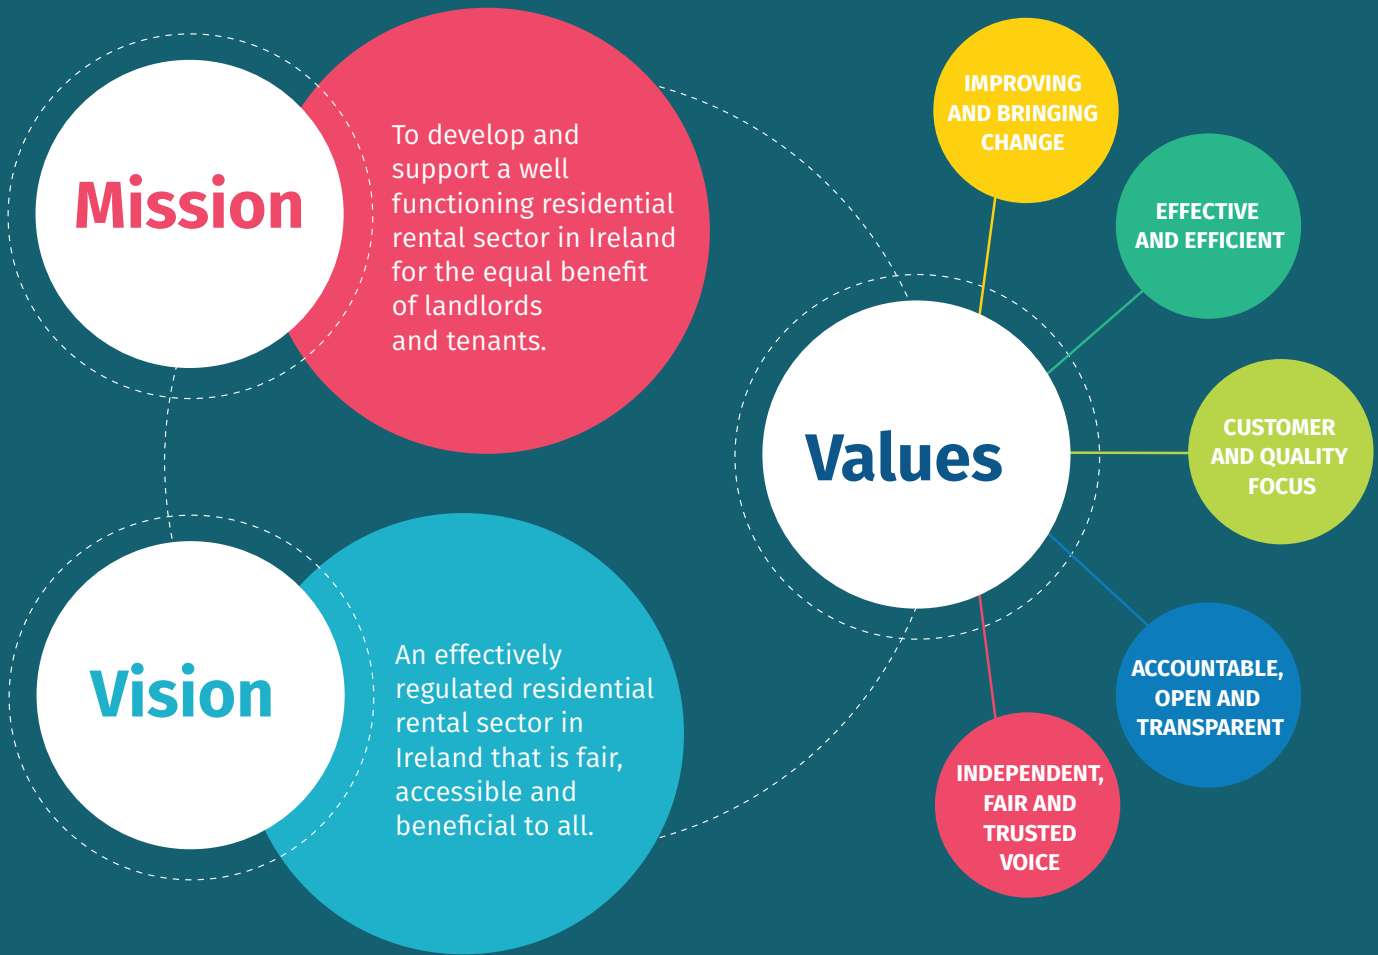 Mission
To develop and
support a well
functioning residential
rental sector in Ireland
for the equal benefit
of landlords
and tenants.
Vision
An effectively
regulated residential
rental sector in
Ireland that is fair,
accessible and
beneficial to all.
Values
IMPROVING
AND BRINGING
CHANGE
EFFECTIVE
AND EFFICIENT
CUSTOMER
AND QUALITY
FOCUS
ACCOUNTABLE,
OPEN AND
TRANSPARENT
INDEPENDENT,
FAIR AND
TRUSTED
VOICE